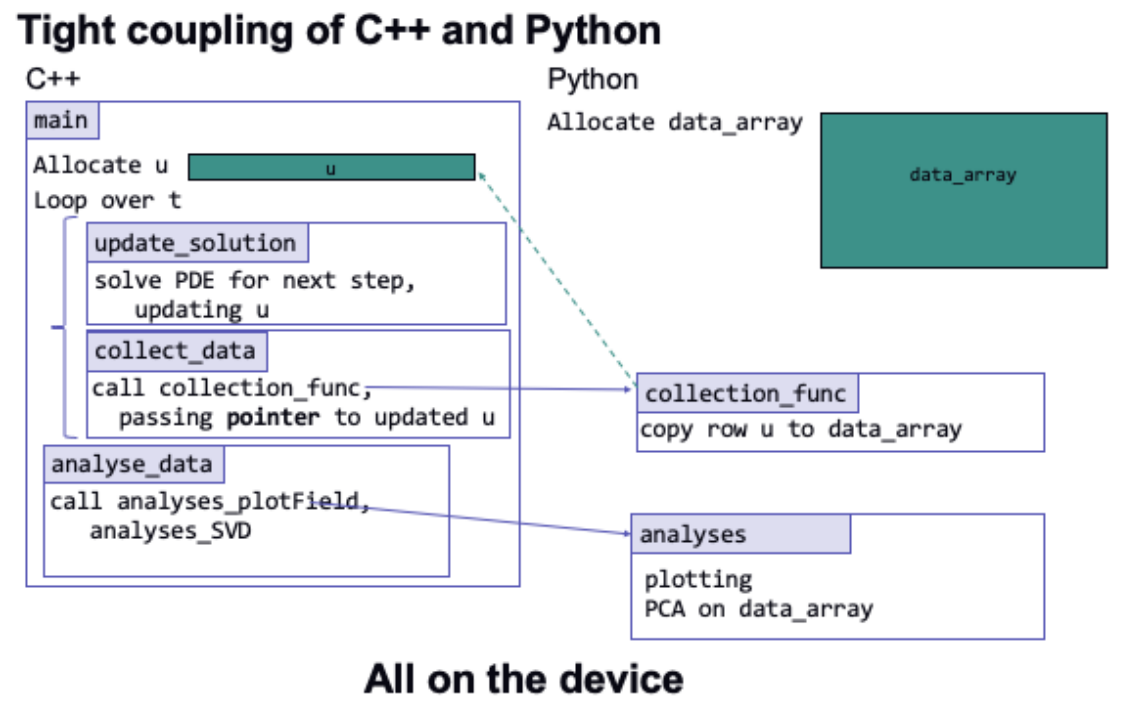 Tight coupling of C++ and Python
C++
main
Allocate u
u
Loop over t
update_solution
solve PDE for next step,
updating u
collect_data
call collection_func,
passing pointer to updated u
analyse_data
call analyses_plotField,
analyses_SVD
Python
Allocate data_array
data_array
collection_func
copy row u to data_array
analyses
plotting
PCA on data_array
All on the device